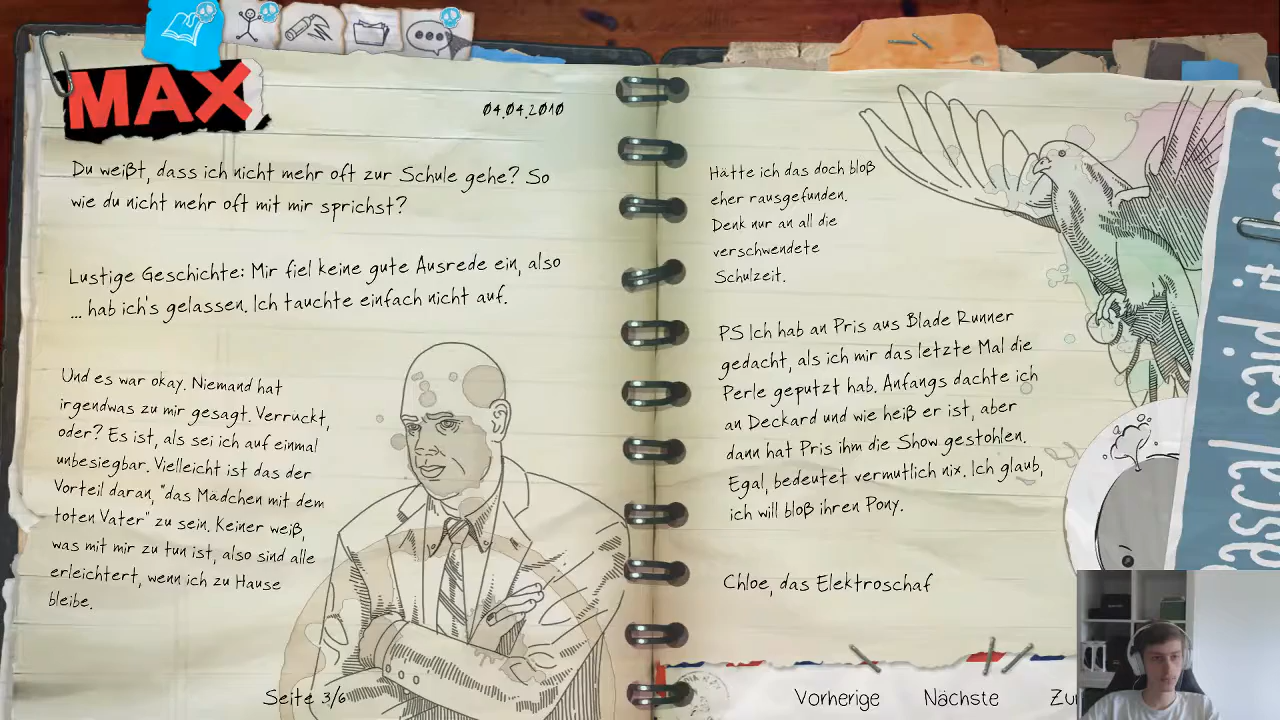 MAX
04.04.2010
Du weißt, dass ich nicht mehr oft zur Schule gehe? So
wie du nicht mehr oft mit mir sprichst?
Lustige Geschichte: Mir fiel keine gute Ausrede ein, also
... hab ich's gelassen. Ich tauchte einfach nicht auf.
Und es war okay. Niemand hat
irgendwas zu mir gesagt. Verrückt,
oder? Es ist, als sei ich auf einmal
unbesiegbar. Vielleicht ist das der
Vorteil daran, "das Mädchen mit dem
toten Vater" zu sein. Keiner weiß,
was mit mir zu tun ist, also sind alle
erleichtert, wenn ich zu Hause
bleibe.
Seite 3/6
Hätte ich das doch bloß
eher rausgefunden.
Denk nur an all die
verschwendete
Schulzeit.
PS Ich hab an Pris aus Blade Runner
gedacht, als ich mir das letzte Mal die
Perle geputzt hab. Anfangs dachte ich
an Deckard und wie heiß er ist, aber
dann hat Pris ihm die Show gestohlen.
Egal, bedeutet vermutlich nix. Ich glaub,
ich will bloß ihren Pony.
Chloe, das Elektroschaf
Vorherige Nächste